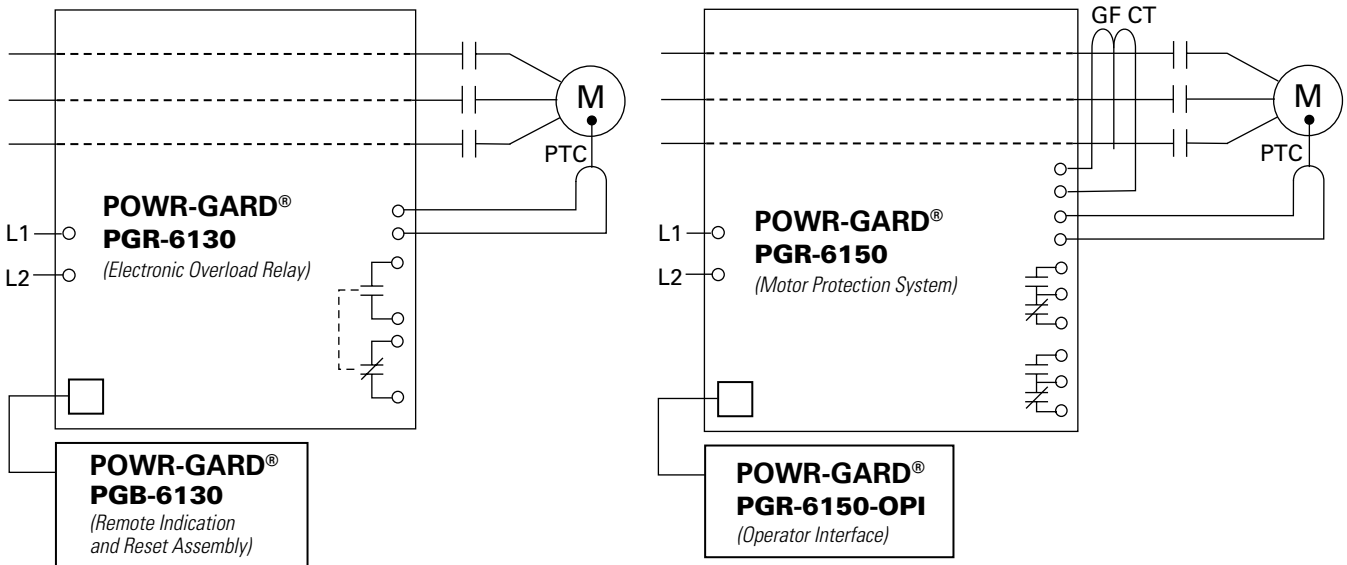 M
PTC
POWR-GARD®
PGR-6130
(Electronic Overload Relay)
L1
L2
POWR-GARD®
PGB-6130
(Remote Indication
and Reset Assembly)
GF CT
M
PTC
POWR-GARD®
PGR-6150
(Motor Protection System)
L1
L2
POWR-GARD®
PGR-6150-OPI
(Operator Interface)